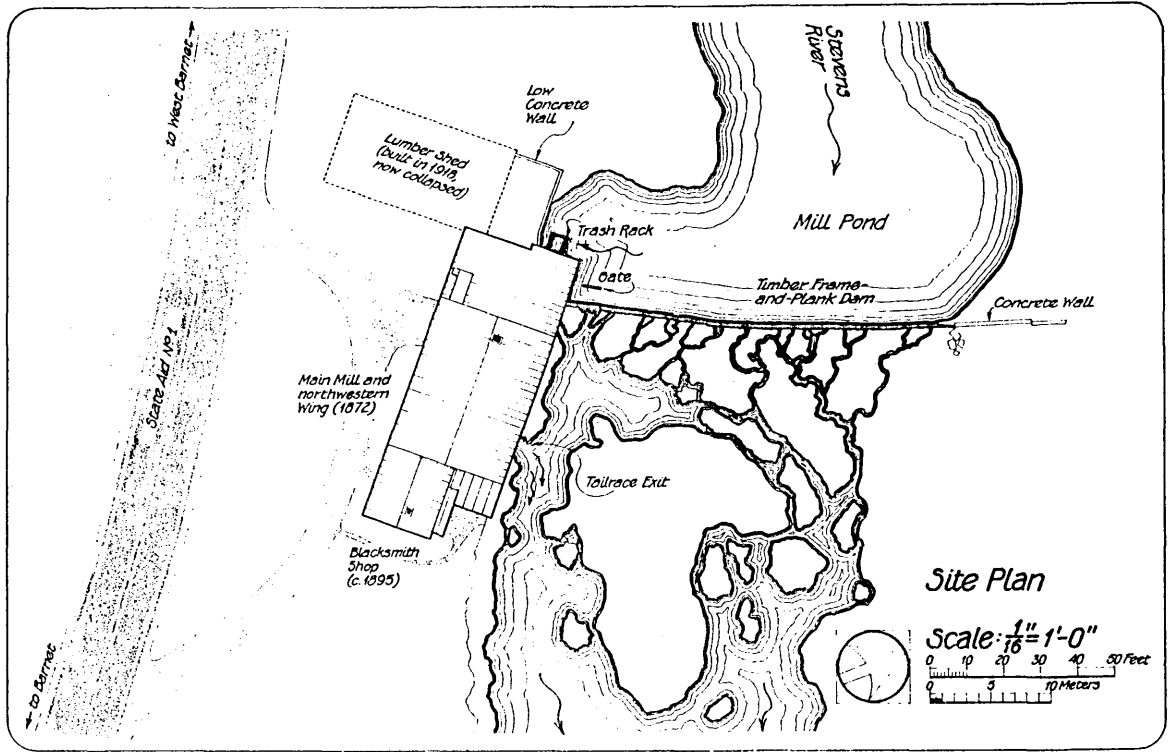 to West Barnet
Stevens
River
Low
Concrete
Wall
Lumber Shed
(built in 1918,
now collapsed)
Trash Rack
Mill Pond
Gate
Timber Frame-
and-Plank Dam
Concrete Wall
State Aid Nº 1
Main Mill and
northwestern
Wing (1872)
Tailrace Exit
Blacksmith
Shop
(c. 1895)
to Barnet
Site Plan
Scale: 1/16" = 1'-0"
0 10 20 30 40 50 Feet
0 5 10 Meters